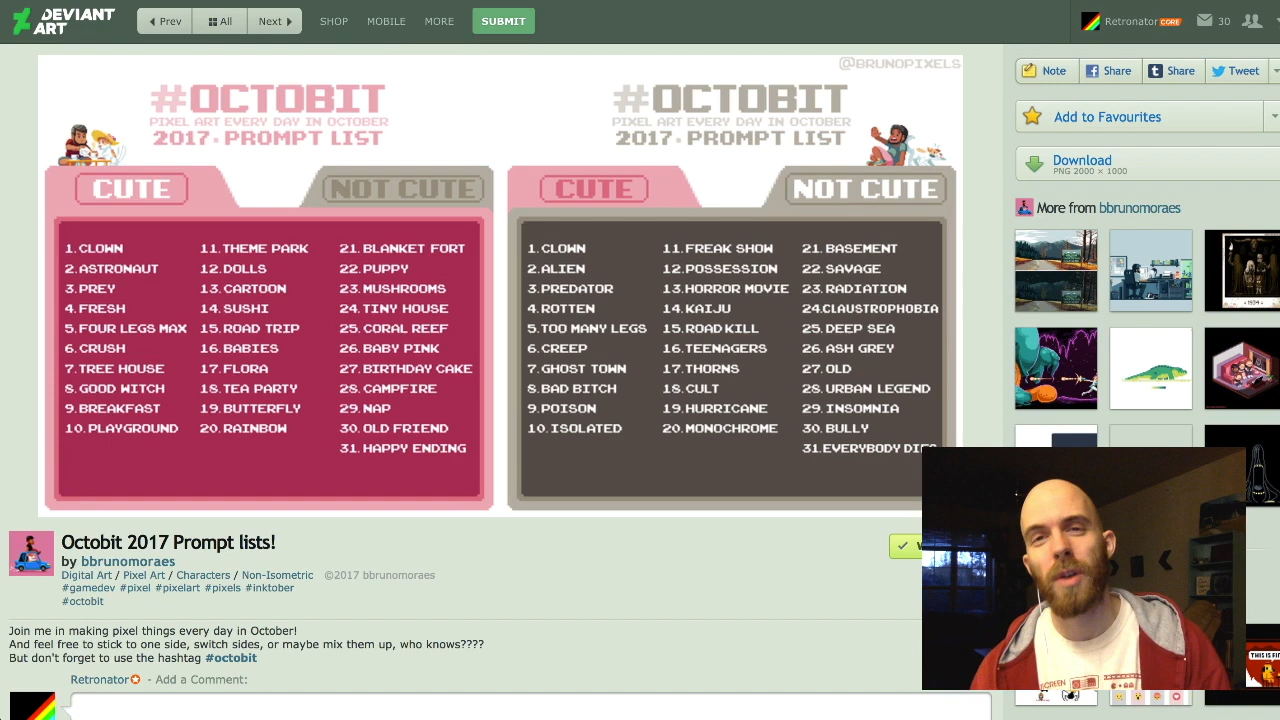 DEVIANT ART
Prev
All
Next
SHOP
MOBILE
MORE
SUBMIT
Retronator CORE
30
@BRUNOPIXELS
#OCTOBIT
PIXEL ART EVERY DAY IN OCTOBER
2017 · PROMPT LIST
CUTE
NOT CUTE
1. CLOWN
2. ASTRONAUT
3. PREY
4. FRESH
5. FOUR LEGS MAX
6. CRUSH
7. TREE HOUSE
8. GOOD WITCH
9. BREAKFAST
10. PLAYGROUND
11. THEME PARK
12. DOLLS
13. CARTOON
14. SUSHI
15. ROAD TRIP
16. BABIES
17. FLORA
18. TEA PARTY
19. BUTTERFLY
20. RAINBOW
21. BLANKET FORT
22. PUPPY
23. MUSHROOMS
24. TINY HOUSE
25. CORAL REEF
26. BABY PINK
27. BIRTHDAY CAKE
28. CAMPFIRE
29. NAP
30. OLD FRIEND
31. HAPPY ENDING
#OCTOBIT
PIXEL ART EVERY DAY IN OCTOBER
2017 · PROMPT LIST
CUTE
NOT CUTE
1. CLOWN
2. ALIEN
3. PREDATOR
4. ROTTEN
5. TOO MANY LEGS
6. CREEP
7. GHOST TOWN
8. BAD BITCH
9. POISON
10. ISOLATED
11. FREAK SHOW
12. POSSESSION
13. HORROR MOVIE
14. KAIJU
15. ROAD KILL
16. TEENAGERS
17. THORNS
18. CULT
19. HURRICANE
20. MONOCHROME
21. BASEMENT
22. SAVAGE
23. RADIATION
24.CLAUSTROPHOBIA
25. DEEP SEA
26. ASH GREY
27. OLD
28. URBAN LEGEND
29. INSOMNIA
30. BULLY
31. EVERYBODY DIES
Note
Share
Share
Tweet
Add to Favourites
Download
PNG 2000 × 1000
More from bbrunomoraes
Octobit 2017 Prompt lists!
by bbrunomoraes
Digital Art / Pixel Art / Characters / Non-Isometric ©2017 bbrunomoraes
#gamedev #pixel #pixelart #pixels #inktober
#octobit
Join me in making pixel things every day in October!
And feel free to stick to one side, switch sides, or maybe mix them up, who knows????
But don't forget to use the hashtag #octobit
Retronator - Add a Comment:
THIS IS FI